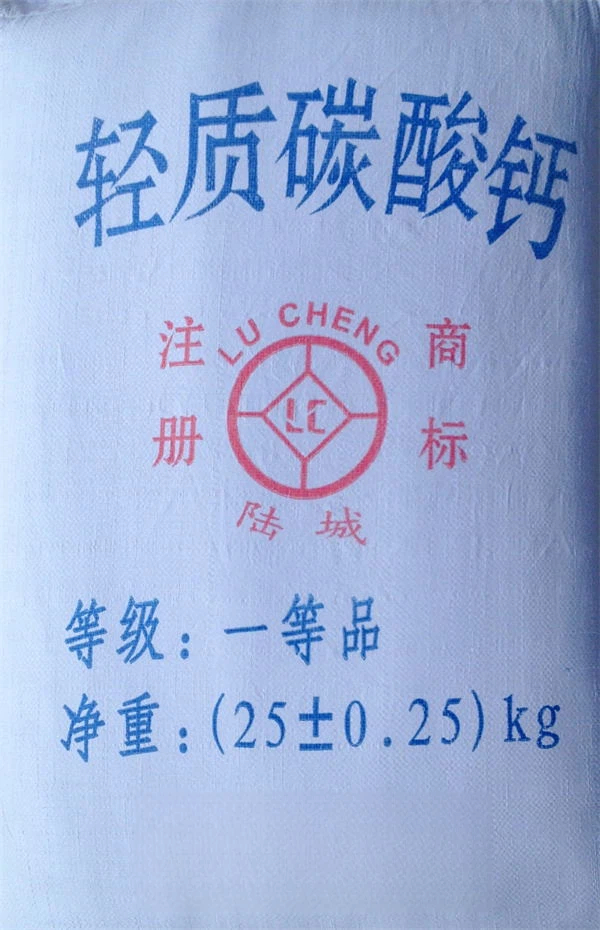 轻质碳酸钙
LU CHENG
注册
商标
LC
陆城
等级：一等品
净重：(25±0.25)kg